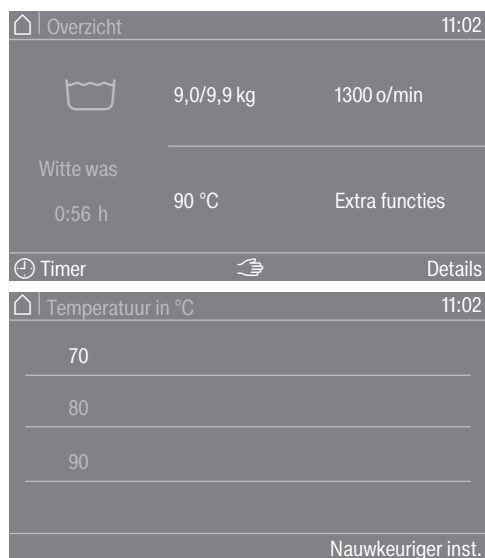 Overzicht 11:02
9,0/9,9 kg 1300 o/min
Witte was
0:56 h
90 °C Extra functies
Timer Details
Temperatuur in °C 11:02
70
80
90
Nauwkeuriger inst.